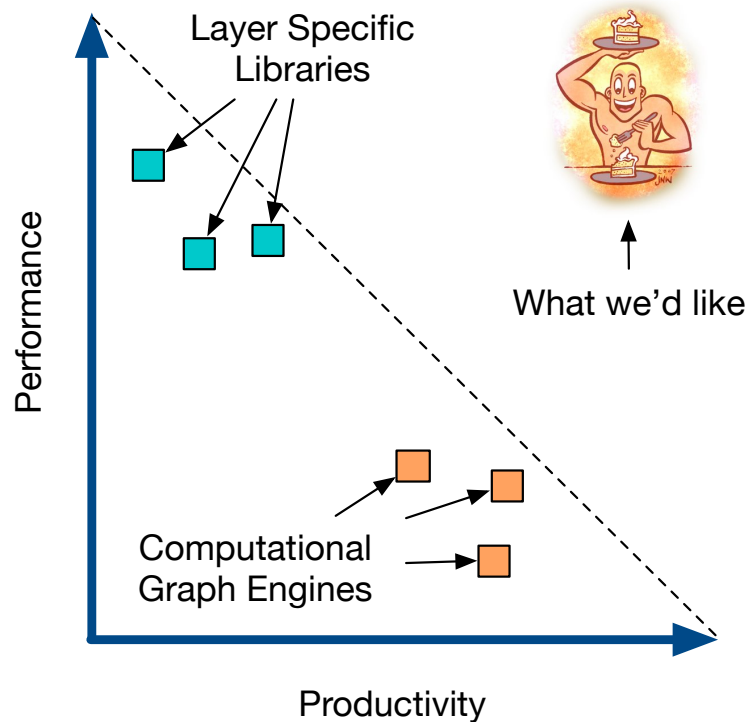 Layer Specific
Libraries
What we'd like
Performance
Computational
Graph Engines
Productivity